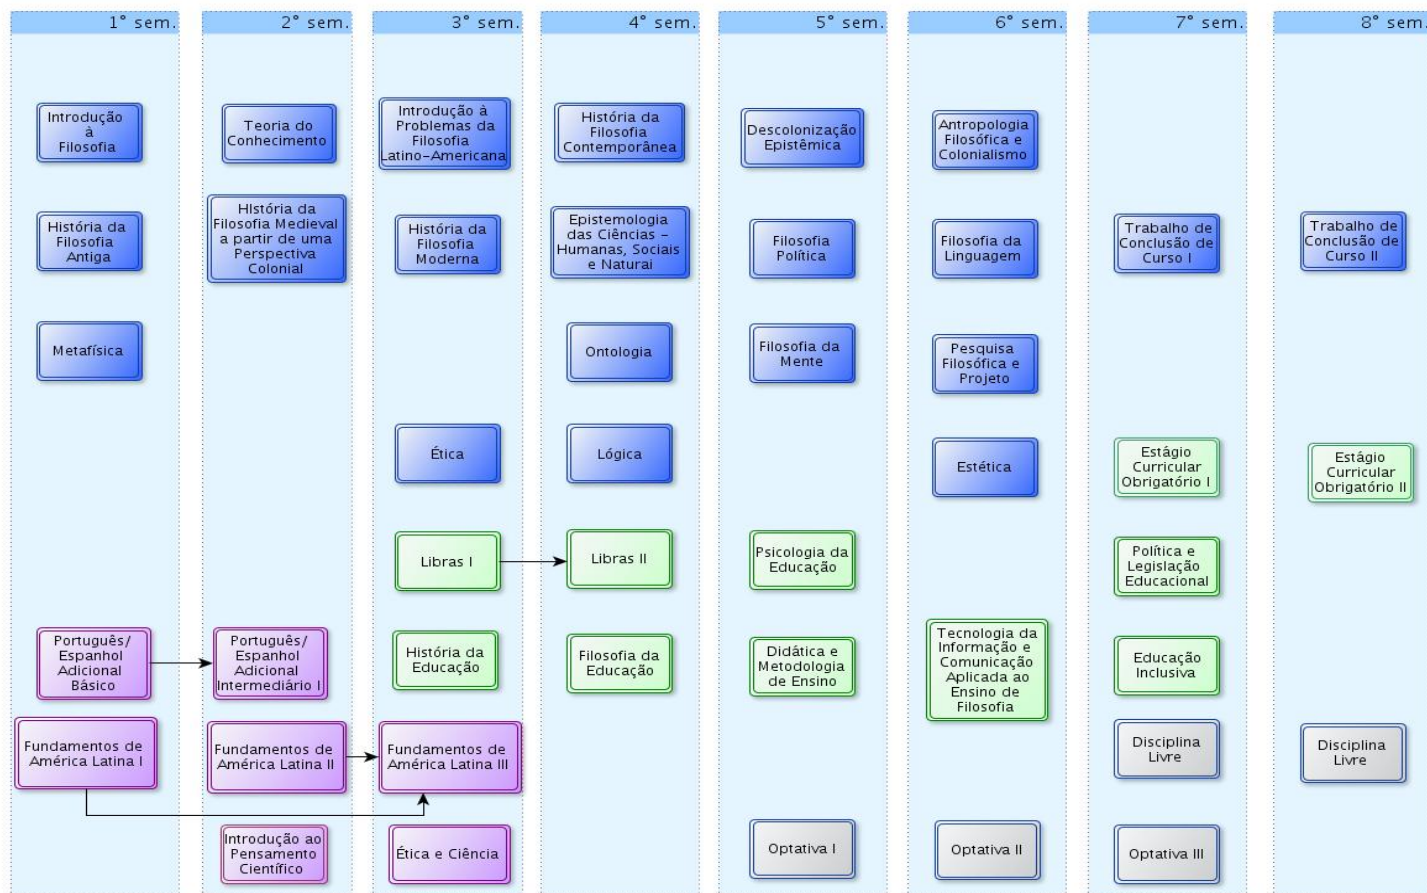 1° sem.
2° sem.
3° sem.
4° sem.
5° sem.
6° sem.
7° sem.
8° sem.
Introdução
à
Filosofia
Teoria do
Conhecimento
Introdução à
Problemas da
Filosofia
Latino-Americana
História da
Filosofia
Contemporânea
Descolonização
Epistêmica
Antropologia
Filosófica e
Colonialismo
História da
Filosofia
Antiga
HIstória da
Filosofia Medieval
a partir de uma
Perspectiva
Colonial
História da
Filosofia
Moderna
Epistemologia
das Ciências -
Humanas, Sociais
e Naturai
Filosofia
Política
Filosofia da
Linguagem
Trabalho de
Conclusão de
Curso I
Trabalho de
Conclusão de
Curso II
Metafísica
Ontologia
Filosofia da
Mente
Pesquisa
Filosófica e
Projeto
Ética
Lógica
Estética
Estágio
Curricular
Obrigatório I
Estágio
Curricular
Obrigatório II
Libras I
Libras II
Psicologia da
Educação
Política e
Legislação
Educacional
Português/
Espanhol
Adicional
Básico
Português/
Espanhol
Adicional
Intermediário I
História da
Educação
Filosofia da
Educação
Didática e
Metodologia
de Ensino
Tecnologia da
Informação e
Comunicação
Aplicada ao
Ensino de
Filosofia
Educação
Inclusiva
Fundamentos de
América Latina I
Fundamentos de
América Latina II
Fundamentos de
América Latina III
Disciplina
Livre
Disciplina
Livre
Introdução ao
Pensamento
Científico
Ética e Ciência
Optativa I
Optativa II
Optativa III